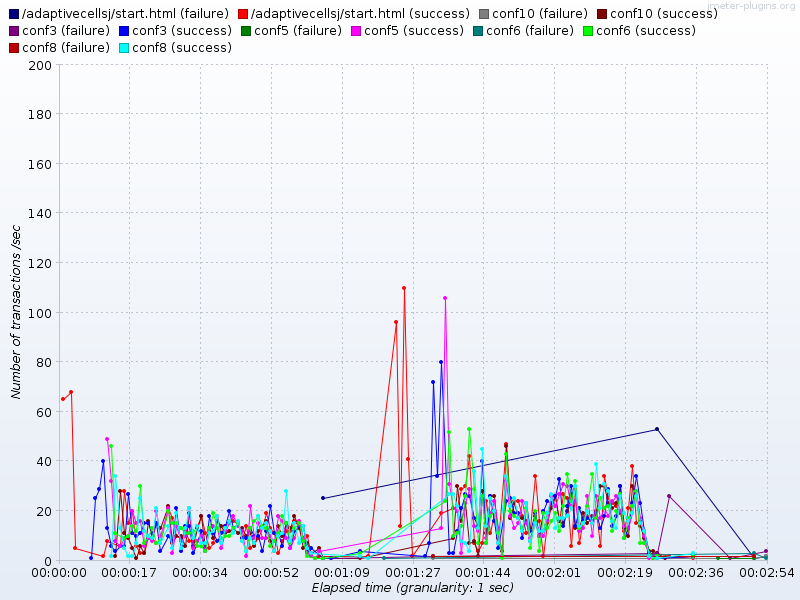 /adaptivecellsj/start.html (failure) /adaptivecellsj/start.html (success) conf10 (failure) conf10 (success)
jmeter-plugins.org
conf3 (failure) conf3 (success) conf5 (failure) conf5 (success) conf6 (failure) conf6 (success)
conf8 (failure) conf8 (success)
200
180
160
140
120
100
80
60
40
20
0
Number of transactions /sec
00:00:00 00:00:17 00:00:34 00:00:52 00:01:09 00:01:27 00:01:44 00:02:01 00:02:19 00:02:36 00:02:54
Elapsed time (granularity: 1 sec)